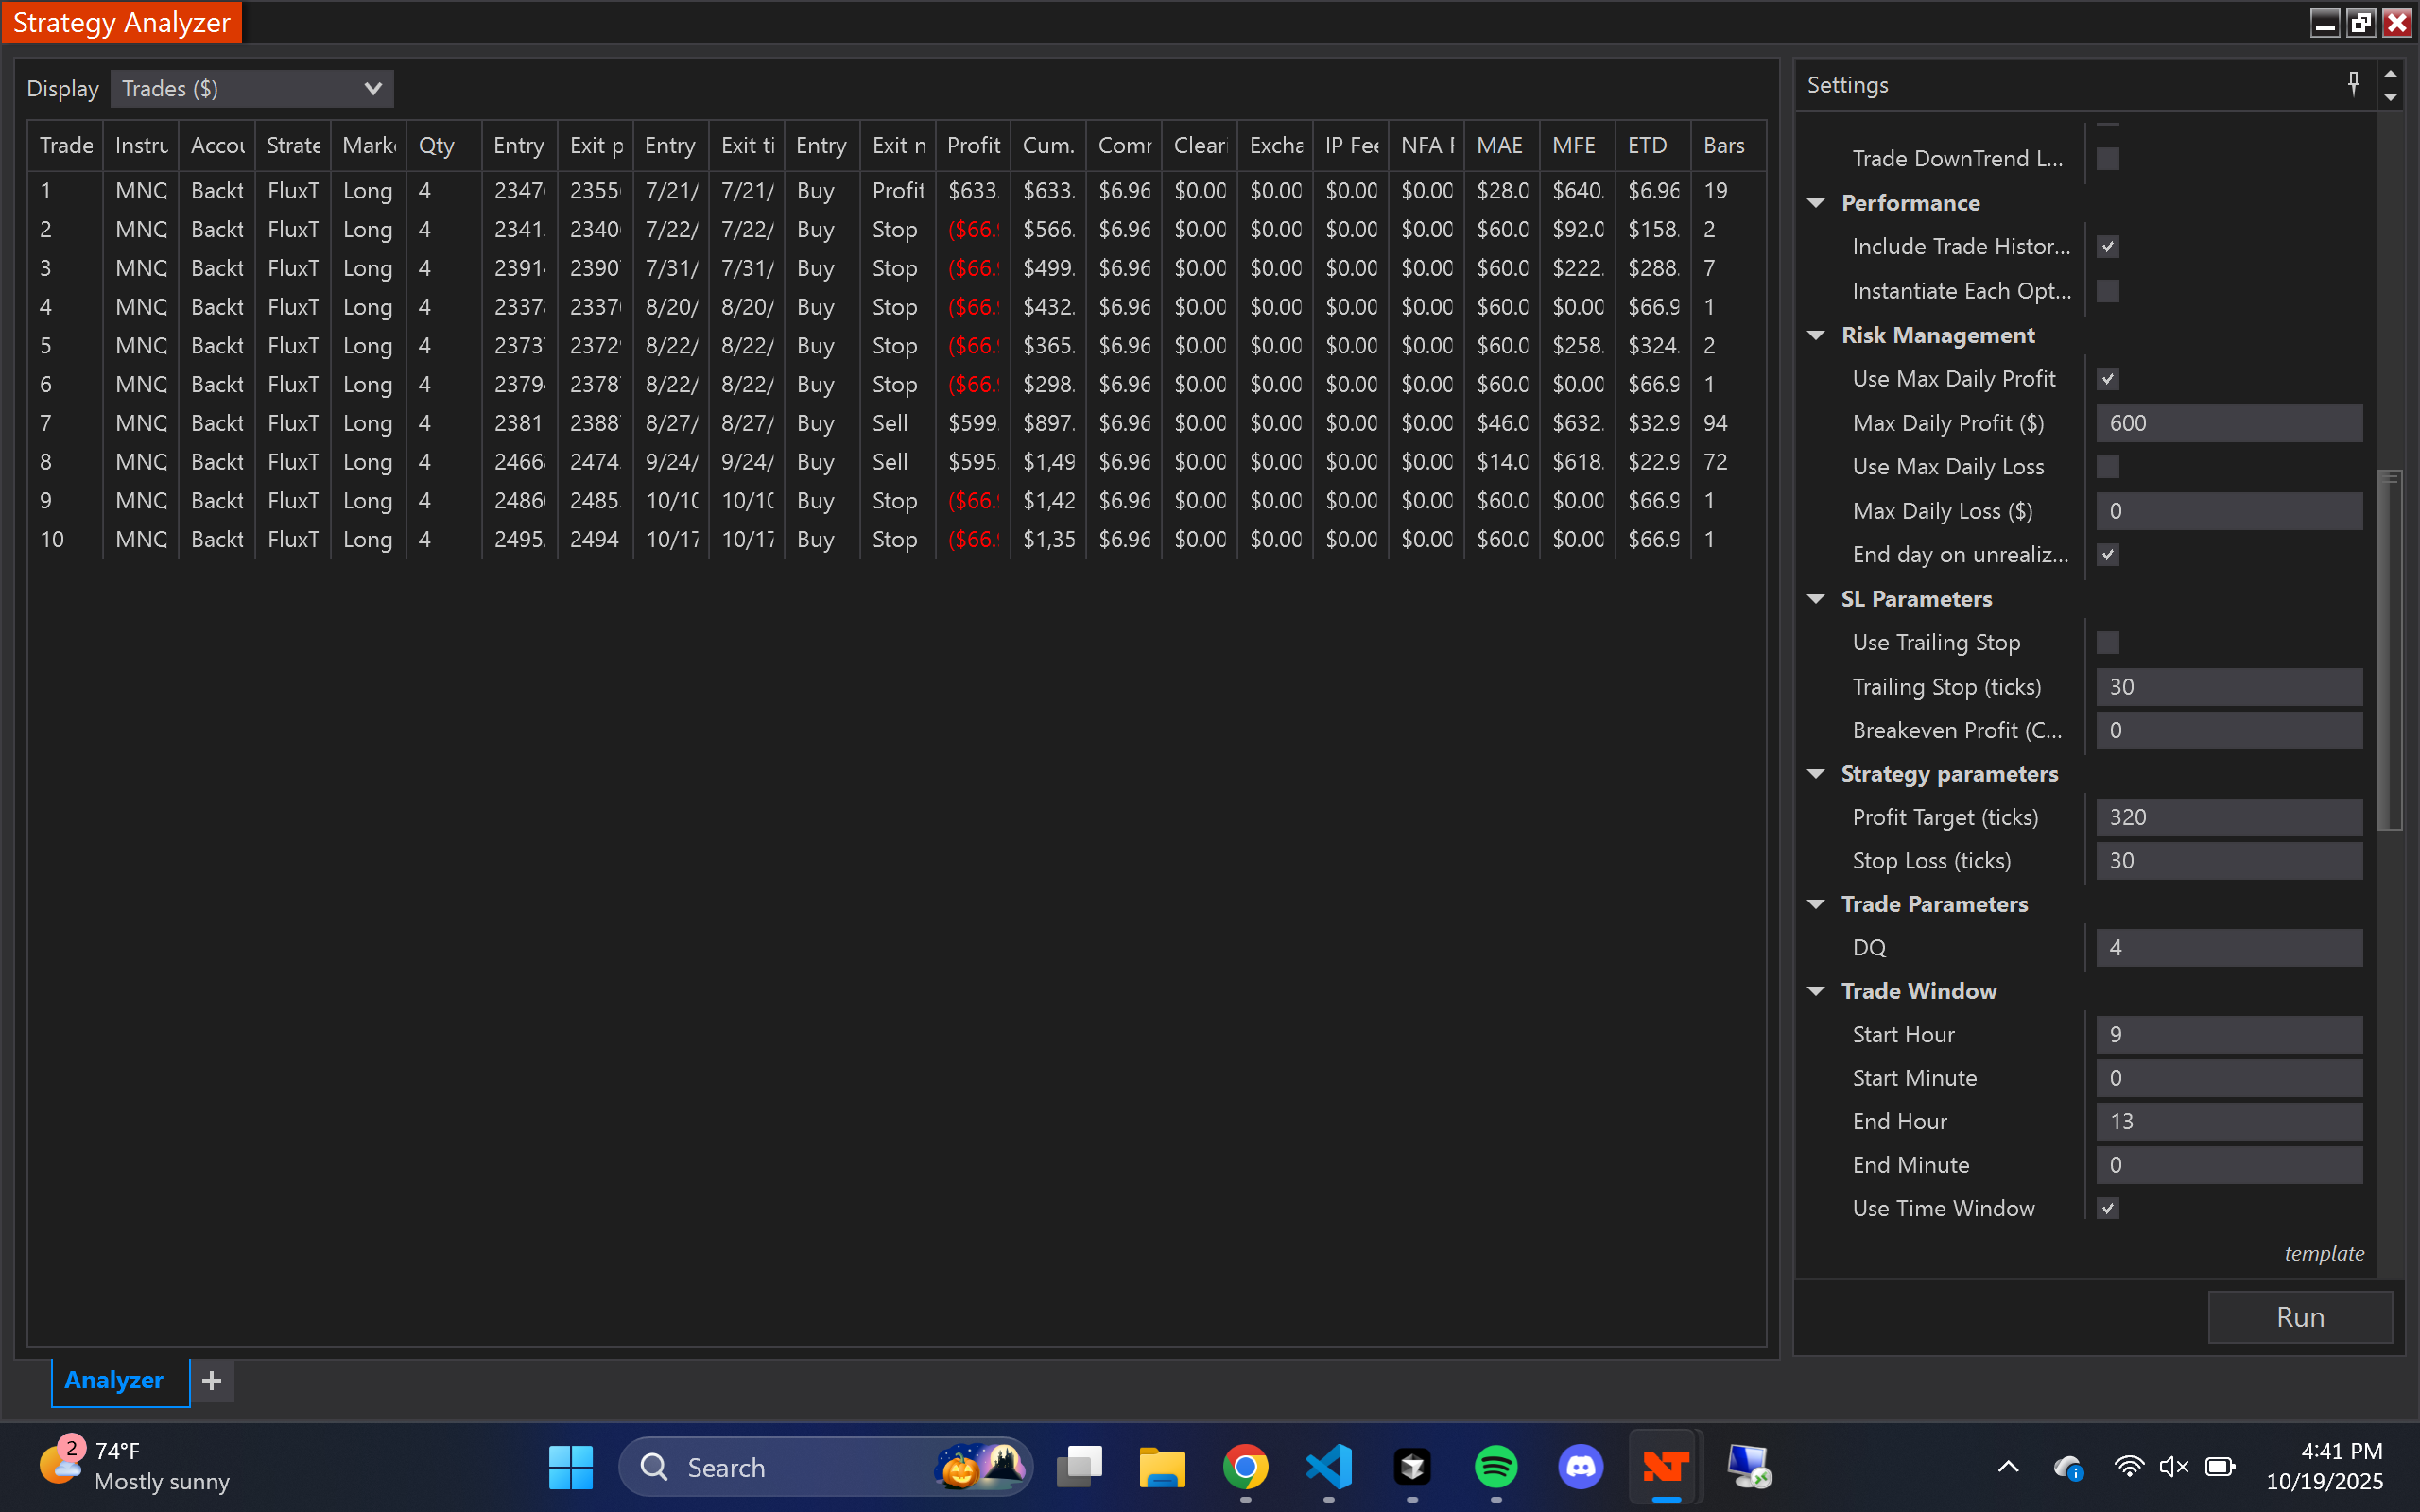 Strategy Analyzer
Display Trades ($)
Trade Instru Accou Strate Marke Qty Entry Exit p Entry Exit ti Entry Exit n Profit Cum. Comr Cleari Excha IP Fee NFA F MAE MFE ETD Bars
1 MNQ Backt FluxT Long 4 2347 2355 7/21/ 7/21/ Buy Profit $633. $633. $6.96 $0.00 $0.00 $0.00 $0.00 $28.0 $640. $6.96 19
2 MNQ Backt FluxT Long 4 2341 2340 7/22/ 7/22/ Buy Stop ($66.9 $566. $6.96 $0.00 $0.00 $0.00 $0.00 $60.0 $92.0 $158. 2
3 MNQ Backt FluxT Long 4 2391 2390 7/31/ 7/31/ Buy Stop ($66.9 $499. $6.96 $0.00 $0.00 $0.00 $0.00 $60.0 $222. $288. 7
4 MNQ Backt FluxT Long 4 2337 2337 8/20/ 8/20/ Buy Stop ($66.9 $432. $6.96 $0.00 $0.00 $0.00 $0.00 $60.0 $0.00 $66.9 1
5 MNQ Backt FluxT Long 4 2373 2372 8/22/ 8/22/ Buy Stop ($66.9 $365. $6.96 $0.00 $0.00 $0.00 $0.00 $60.0 $258. $324. 2
6 MNQ Backt FluxT Long 4 2379 2378 8/22/ 8/22/ Buy Stop ($66.9 $298. $6.96 $0.00 $0.00 $0.00 $0.00 $60.0 $0.00 $66.9 1
7 MNQ Backt FluxT Long 4 2381 2388 8/27/ 8/27/ Buy Sell $599. $897. $6.96 $0.00 $0.00 $0.00 $0.00 $46.0 $632. $32.9 94
8 MNQ Backt FluxT Long 4 2466 2474 9/24/ 9/24/ Buy Sell $595. $1,49 $6.96 $0.00 $0.00 $0.00 $0.00 $14.0 $618. $22.9 72
9 MNQ Backt FluxT Long 4 2486 2485 10/10 10/10 Buy Stop ($66.9 $1,42 $6.96 $0.00 $0.00 $0.00 $0.00 $60.0 $0.00 $66.9 1
10 MNQ Backt FluxT Long 4 2495 2494 10/17 10/17 Buy Stop ($66.9 $1,35 $6.96 $0.00 $0.00 $0.00 $0.00 $60.0 $0.00 $66.9 1
Analyzer +
Settings
Trade DownTrend L...
Performance
Include Trade Histor...
Instantiate Each Opt...
Risk Management
Use Max Daily Profit
Max Daily Profit ($) 600
Use Max Daily Loss
Max Daily Loss ($) 0
End day on unrealiz...
SL Parameters
Use Trailing Stop
Trailing Stop (ticks) 30
Breakeven Profit (C... 0
Strategy parameters
Profit Target (ticks) 320
Stop Loss (ticks) 30
Trade Parameters
DQ 4
Trade Window
Start Hour 9
Start Minute 0
End Hour 13
End Minute 0
Use Time Window
template
Run
2
74°F
Mostly sunny
Search
4:41 PM
10/19/2025